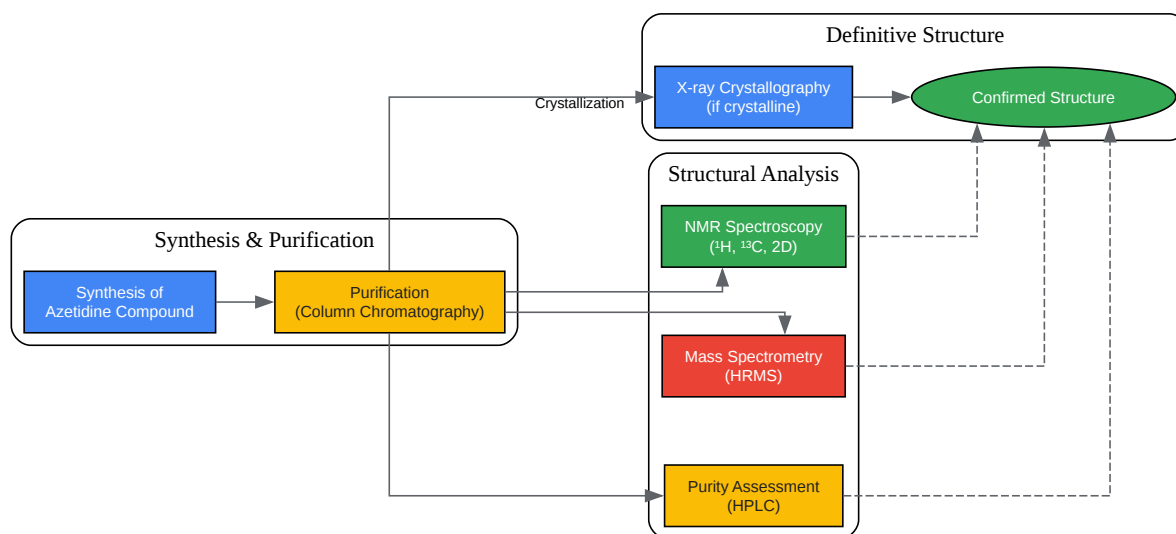 Definitive Structure
X-ray Crystallography
(if crystalline)
Confirmed Structure
Crystallization
Structural Analysis
NMR Spectroscopy
(¹H, ¹³C, 2D)
Synthesis & Purification
Synthesis of
Azetidine Compound
Purification
(Column Chromatography)
Mass Spectrometry
(HRMS)
Purity Assessment
(HPLC)